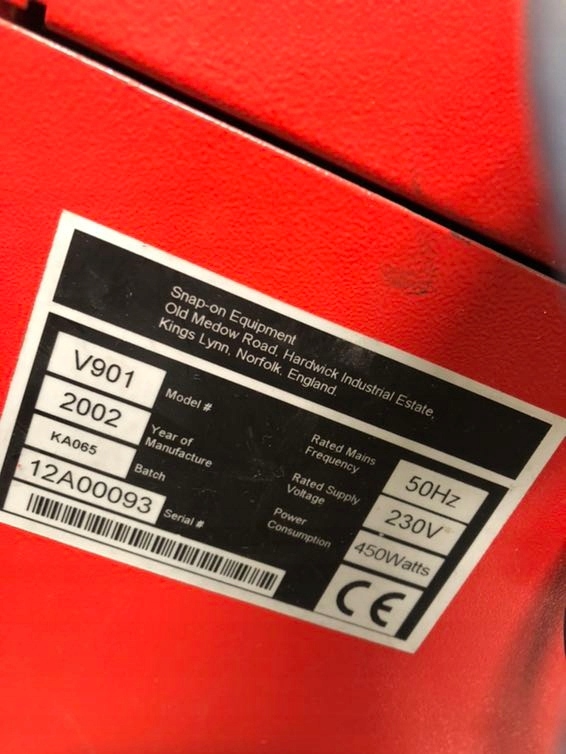 Snap-on Equipment
Old Medow Road, Hardwick Industrial Estate,
Kings Lynn, Norfolk, England.
V901 Model #
2002 Year of
Manufacture
KA065 Batch
12A00093 Serial #
Rated Mains
Frequency 50Hz
Rated Supply
Voltage 230V
Power
Consumption 450Watts
CE